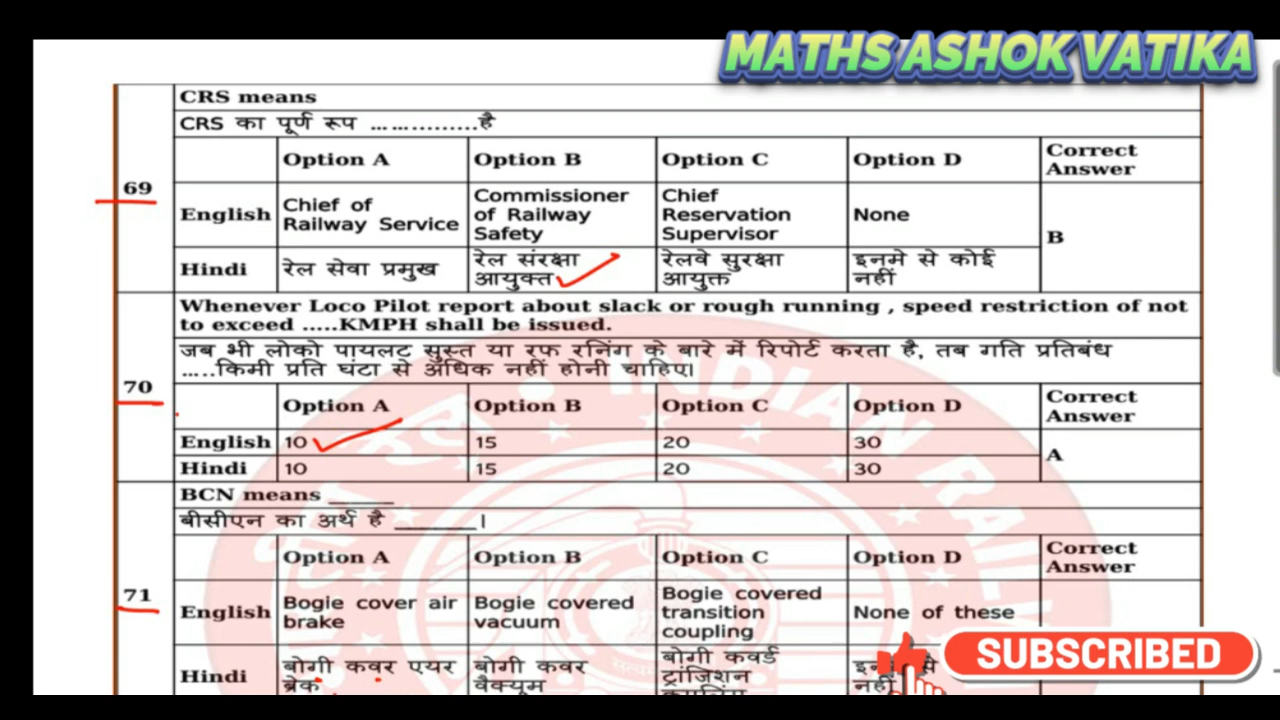 MATHS ASHOK VATIKA
CRS means
CRS का पूर्ण रूप ……………है
69
Option A
Option B
Option C
Option D
Correct
Answer
English
Chief of
Railway Service
Commissioner
of Railway
Safety
Chief
Reservation
Supervisor
None
B
Hindi
रेल सेवा प्रमुख
रेल संरक्षा
आयुक्त
रेलवे सुरक्षा
आयुक्त
इनमे से कोई
नहीं
Whenever Loco Pilot report about slack or rough running , speed restriction of not
to exceed .....KMPH shall be issued.
जब भी लोको पायलट सुस्त या रफ रनिंग के बारे में रिपोर्ट करता है, तब गति प्रतिबंध
.....किमी प्रति घंटा से अधिक नहीं होनी चाहिए।
70
Option A
Option B
Option C
Option D
Correct
Answer
English
10
15
20
30
A
Hindi
10
15
20
30
BCN means ______
बीसीएन का अर्थ है ________।
71
Option A
Option B
Option C
Option D
Correct
Answer
English
Bogie cover air
brake
Bogie covered
vacuum
Bogie covered
transition
coupling
None of these
Hindi
बोगी कवर एयर
ब्रेक
बोगी कवर
वैक्यूम
बोगी कवर्ड
ट्रांजिशन
नहीं
SUBSCRIBED
INDIAN